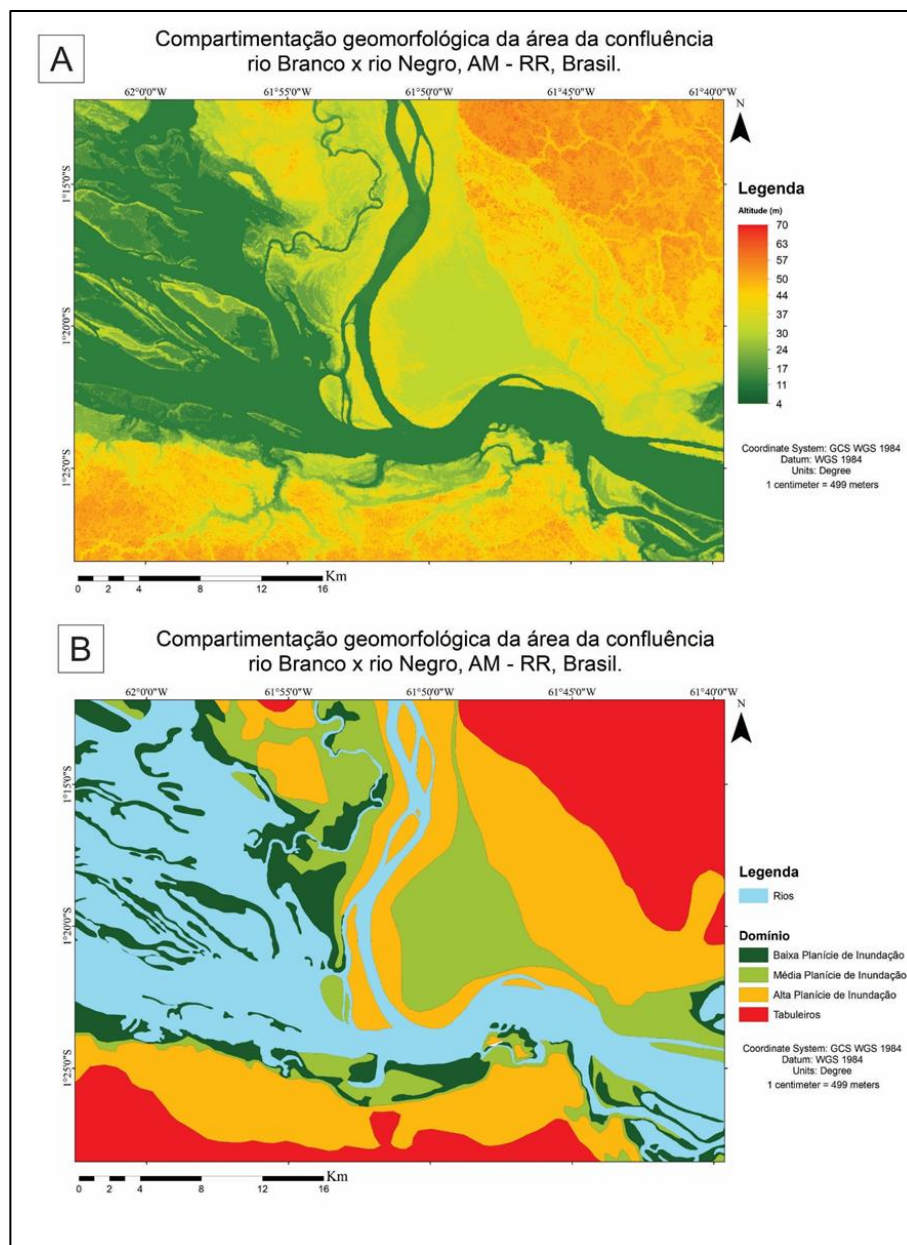 A
Compartimentação geomorfológica da área da confluência
rio Branco x rio Negro, AM - RR, Brasil.
62°0'0"W 61°55'0"W 61°50'0"W 61°45'0"W 61°40'0"W
N
1°15'0"S
1°20'0"S
1°25'0"S
Legenda
Altitude (m)
70
63
57
50
44
37
30
24
17
11
4
Coordinate System: GCS WGS 1984
Datum: WGS 1984
Units: Degree
1 centimeter = 499 meters
Km
0 2 4 8 12 16
B
Compartimentação geomorfológica da área da confluência
rio Branco x rio Negro, AM - RR, Brasil.
62°0'0"W 61°55'0"W 61°50'0"W 61°45'0"W 61°40'0"W
N
1°15'0"S
1°20'0"S
1°25'0"S
Legenda
Rios
Domínio
Baixa Planície de Inundação
Média Planície de Inundação
Alta Planície de Inundação
Tabuleiros
Coordinate System: GCS WGS 1984
Datum: WGS 1984
Units: Degree
1 centimeter = 499 meters
Km
0 2 4 8 12 16